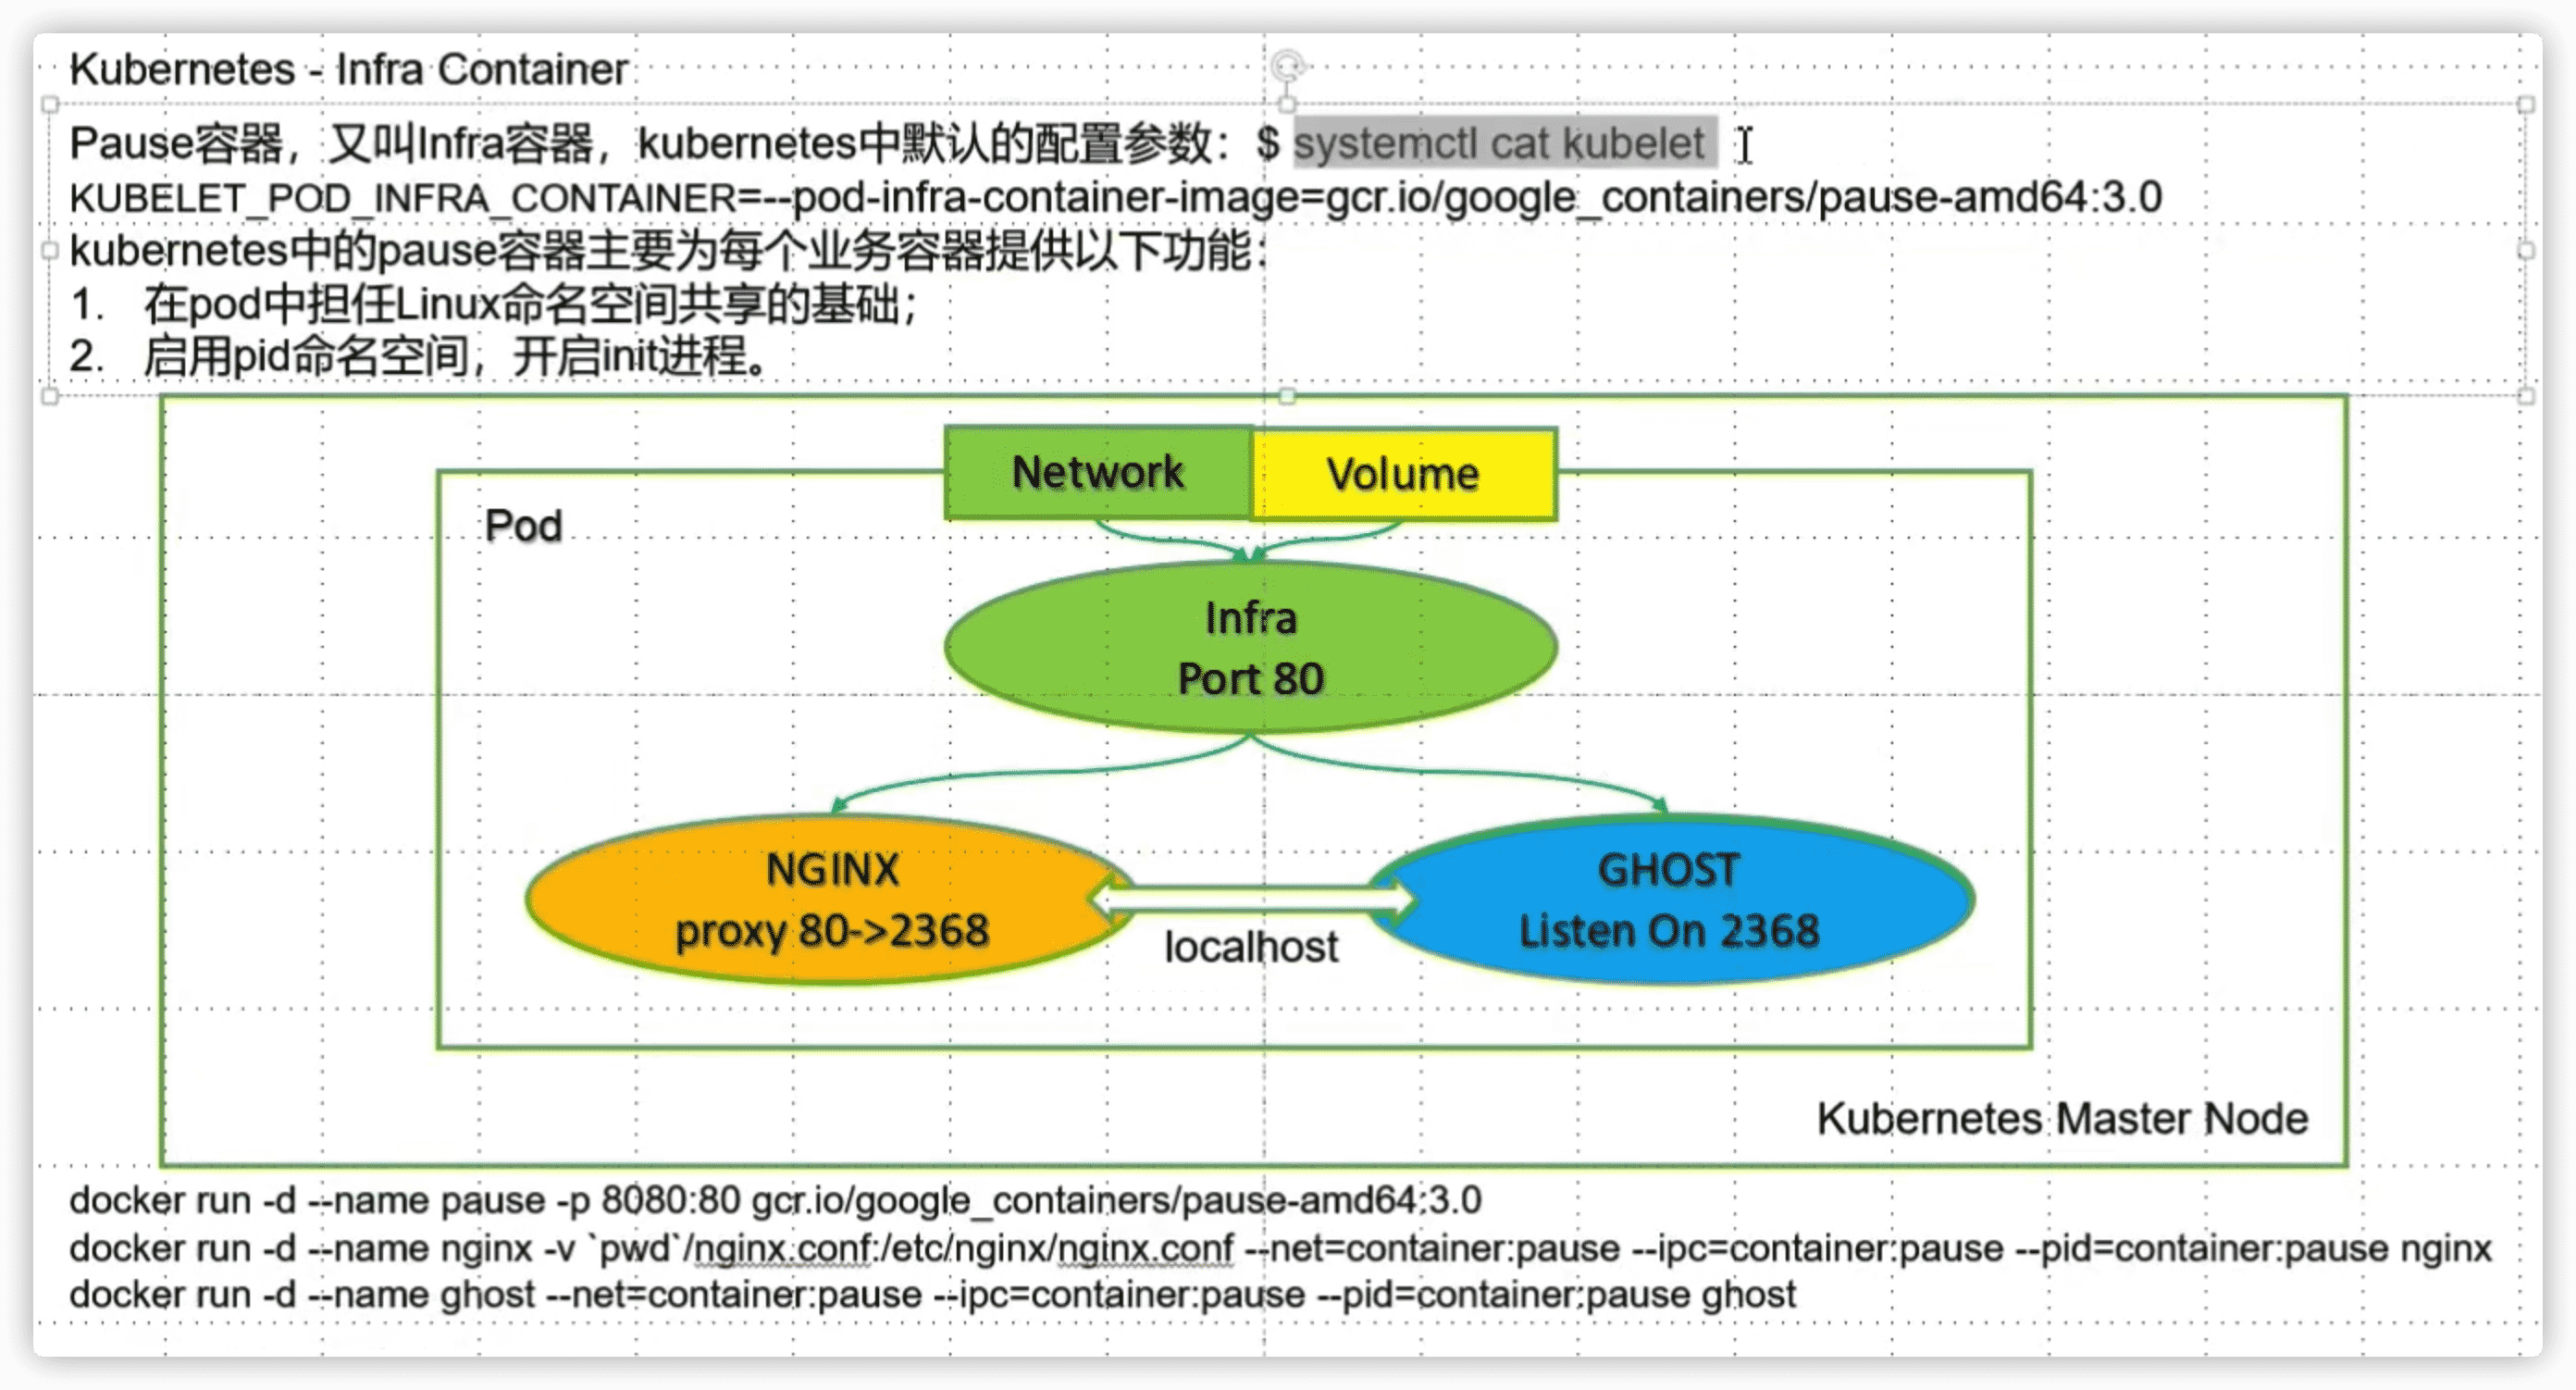 Kubernetes - Infra Container
Pause容器，又叫Infra容器，kubernetes中默认的配置参数：$ systemctl cat kubelet
KUBELET_POD_INFRA_CONTAINER=--pod-infra-container-image=gcr.io/google_containers/pause-amd64:3.0
kubernetes中的pause容器主要为每个业务容器提供以下功能：
1. 在pod中担任Linux命名空间共享的基础；
2. 启用pid命名空间，开启init进程。
Network
Volume
Pod
Infra
Port 80
NGINX
proxy 80->2368
GHOST
Listen On 2368
localhost
Kubernetes Master Node
docker run -d --name pause -p 8080:80 gcr.io/google_containers/pause-amd64:3.0
docker run -d --name nginx -v `pwd`/nginx.conf:/etc/nginx/nginx.conf --net=container:pause --ipc=container:pause --pid=container:pause nginx
docker run -d --name ghost --net=container:pause --ipc=container:pause --pid=container:pause ghost